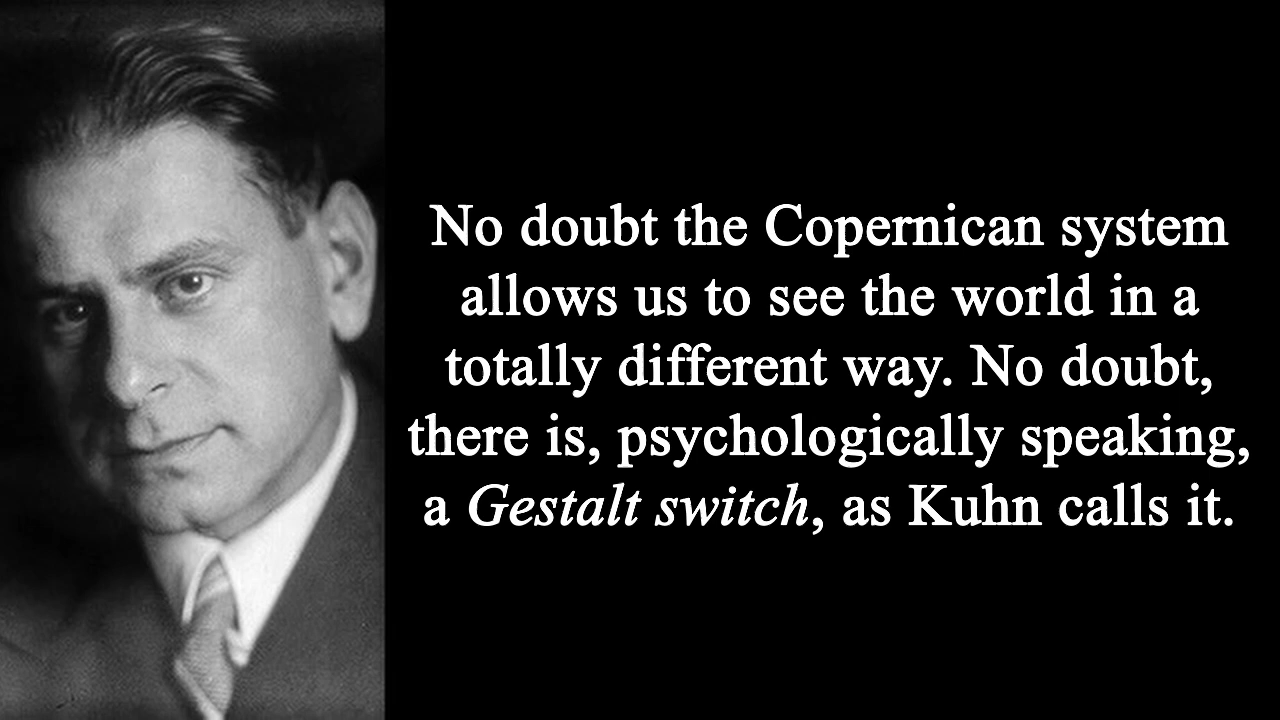 No doubt the Copernican system
allows us to see the world in a
totally different way. No doubt,
there is, psychologically speaking,
a Gestalt switch, as Kuhn calls it.